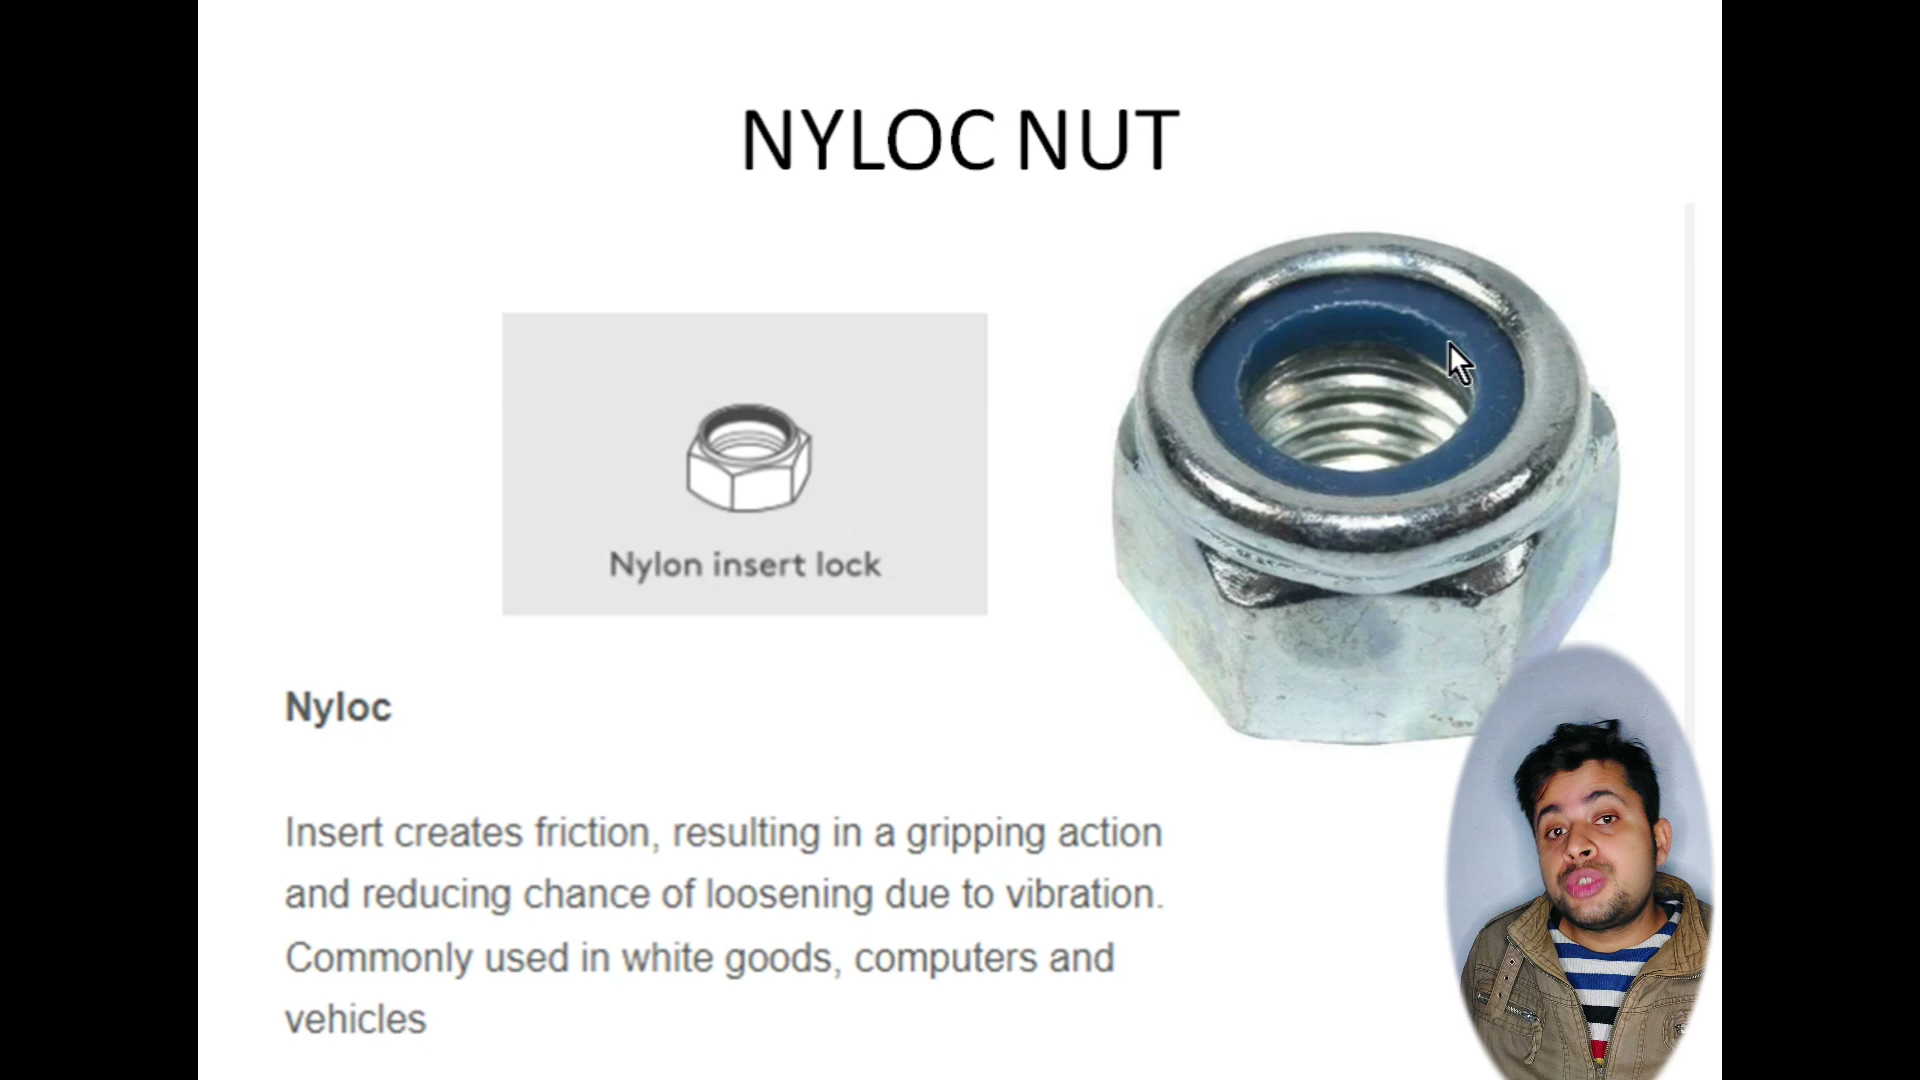 NYLOC NUT
Nylon insert lock
Nyloc
Insert creates friction, resulting in a gripping action
and reducing chance of loosening due to vibration.
Commonly used in white goods, computers and
vehicles